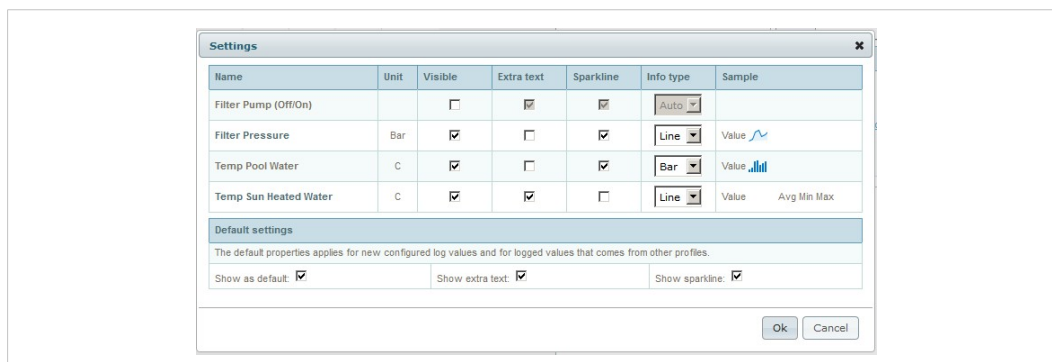 Settings
Name Unit Visible Extra text Sparkline Info type Sample
Filter Pump (Off/On) Auto
Filter Pressure Bar Line Value
Temp Pool Water C Bar Value
Temp Sun Heated Water C Line Value Avg Min Max
Default settings
The default properties applies for new configured log values and for logged values that comes from other profiles.
Show as default: Show extra text: Show sparkline:
Ok Cancel